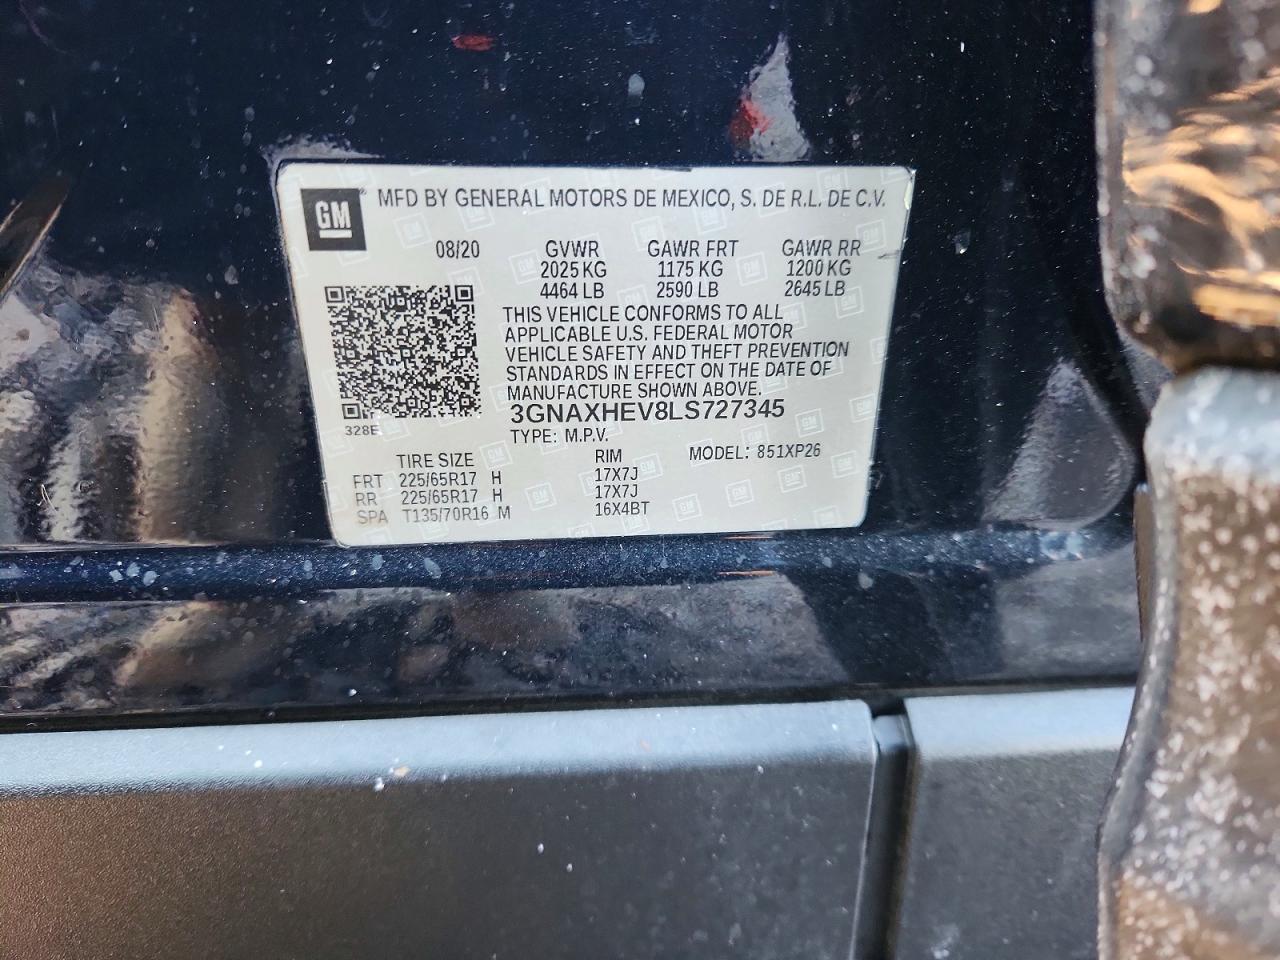 GM
MFD BY GENERAL MOTORS DE MEXICO, S. DE R.L. DE C.V.
08/20 GVWR GAWR FRT GAWR RR
2025 KG 1175 KG 1200 KG
4464 LB 2590 LB 2645 LB
THIS VEHICLE CONFORMS TO ALL
APPLICABLE U.S. FEDERAL MOTOR
VEHICLE SAFETY AND THEFT PREVENTION
STANDARDS IN EFFECT ON THE DATE OF
MANUFACTURE SHOWN ABOVE.
3GNAXHEV8LS727345
328E
TYPE: M.P.V.
TIRE SIZE RIM MODEL: 851XP26
FRT 225/65R17 H 17X7J
RR 225/65R17 H 17X7J
SPA T135/70R16 M 16X4BT